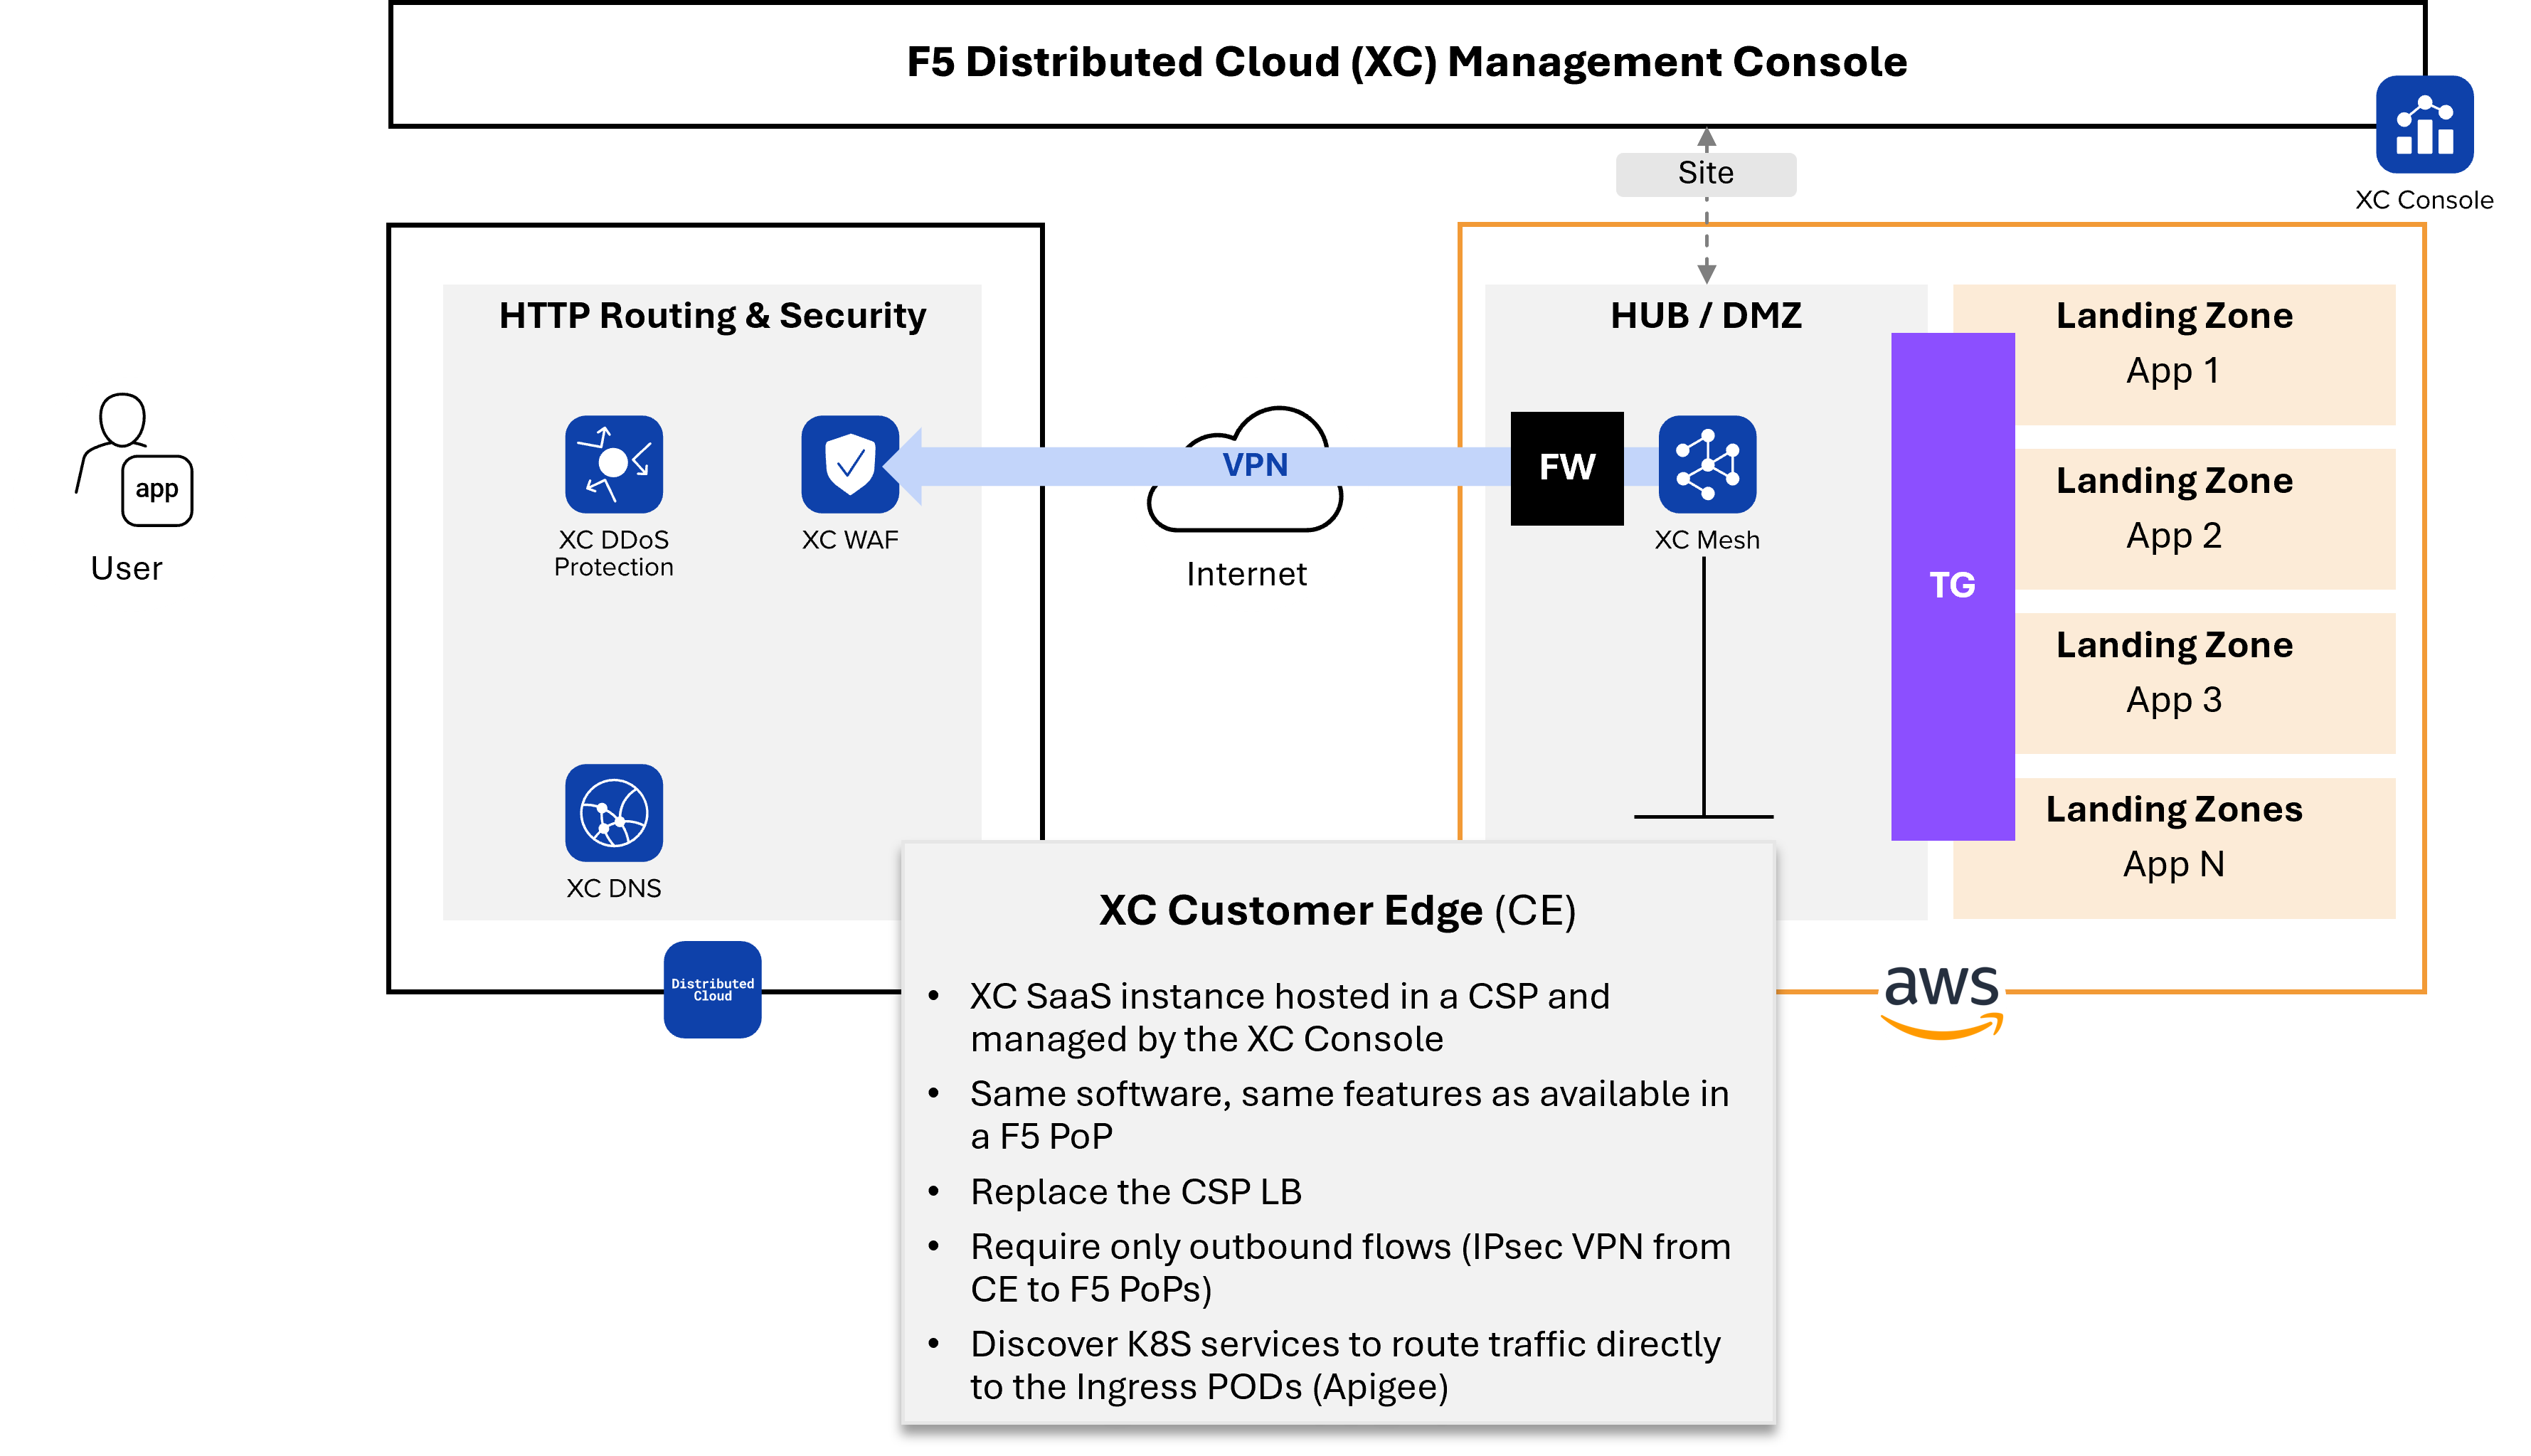 F5 Distributed Cloud (XC) Management Console
XC Console
Site
HTTP Routing & Security
XC DDoS
Protection
XC WAF
XC DNS
Distributed
Cloud
app
User
VPN
Internet
HUB / DMZ
FW
XC Mesh
TG
Landing Zone
App 1
Landing Zone
App 2
Landing Zone
App 3
Landing Zones
App N
aws
XC Customer Edge (CE)
• XC SaaS instance hosted in a CSP and
managed by the XC Console
• Same software, same features as available in
a F5 PoP
• Replace the CSP LB
• Require only outbound flows (IPsec VPN from
CE to F5 PoPs)
• Discover K8S services to route traffic directly
to the Ingress PODs (Apigee)